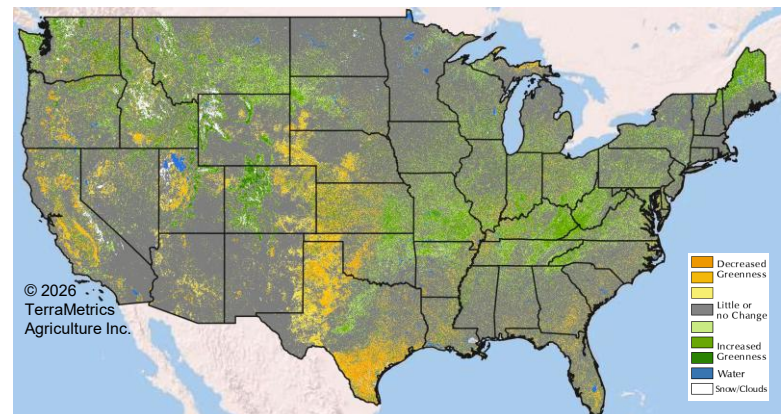 © 2026
TerraMetrics
Agriculture Inc.
Decreased
Greenness
Little or
no Change
Increased
Greenness
Water
Snow/Clouds